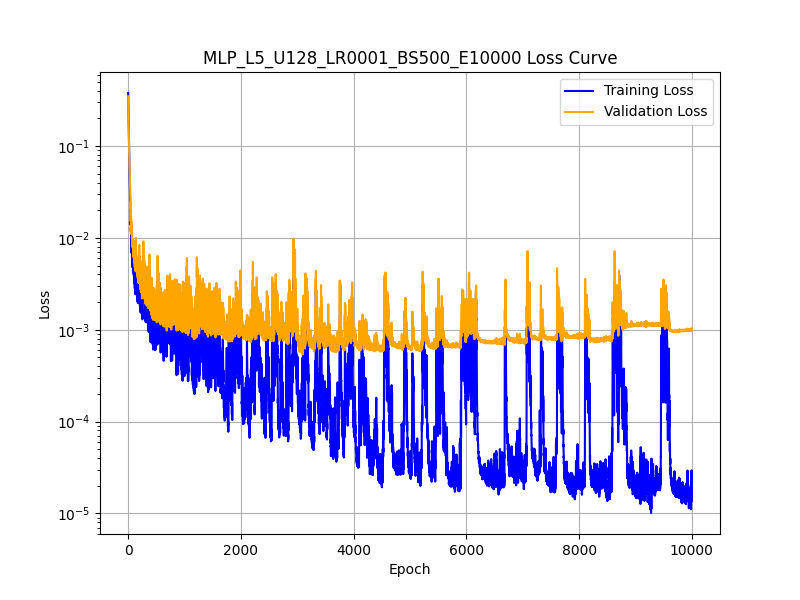 MLP_L5_U128_LR0001_BS500_E10000 Loss Curve
Training Loss
Validation Loss
10⁻¹
10⁻²
10⁻³
10⁻⁴
10⁻⁵
Loss
0 2000 4000 6000 8000 10000
Epoch